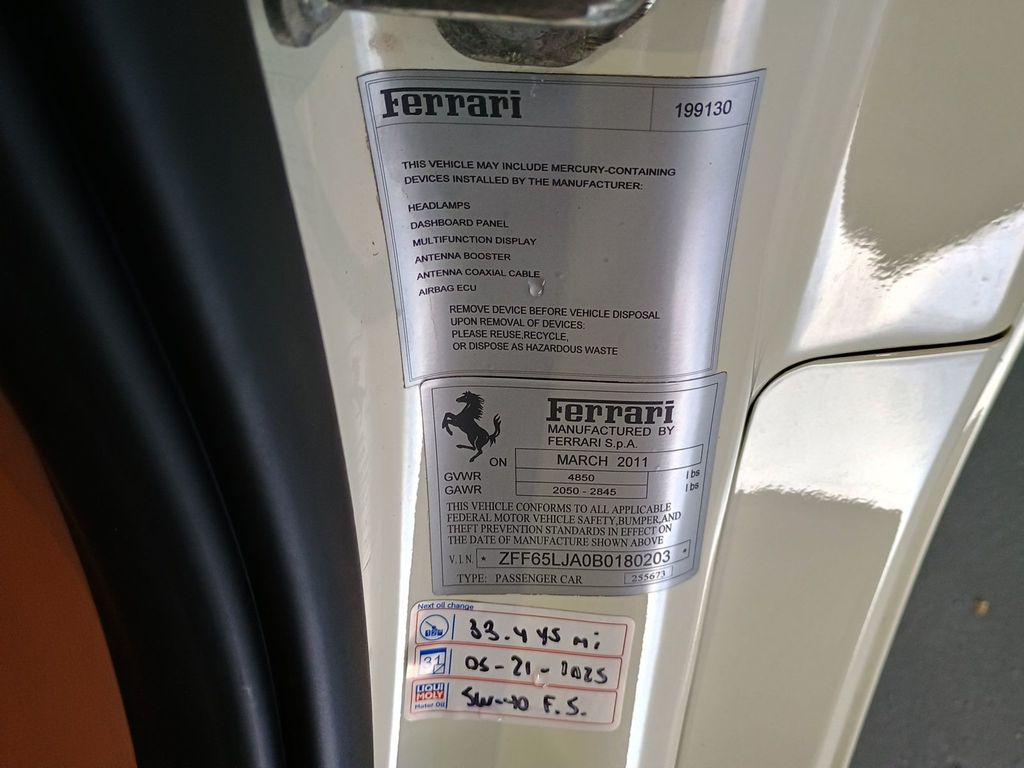 Ferrari 199130
THIS VEHICLE MAY INCLUDE MERCURY-CONTAINING
DEVICES INSTALLED BY THE MANUFACTURER:
HEADLAMPS
DASHBOARD PANEL
MULTIFUNCTION DISPLAY
ANTENNA BOOSTER
ANTENNA COAXIAL CABLE
AIRBAG ECU
REMOVE DEVICE BEFORE VEHICLE DISPOSAL
UPON REMOVAL OF DEVICES:
PLEASE REUSE,RECYCLE,
OR DISPOSE AS HAZARDOUS WASTE
Ferrari
MANUFACTURED BY
FERRARI S.p.A.
ON MARCH 2011
GVWR 4850 lbs
GAWR 2050 - 2845 lbs
THIS VEHICLE CONFORMS TO ALL APPLICABLE
FEDERAL MOTOR VEHICLE SAFETY,BUMPER,AND
THEFT PREVENTION STANDARDS IN EFFECT ON
THE DATE OF MANUFACTURE SHOWN ABOVE
V.I.N. * ZFF65LJA0B0180203 *
TYPE: PASSENGER CAR 255673
Next oil change
33.445 mi
31 05-21-2025
LIQUI MOLY
Motor Oil
5W-40 F.S.